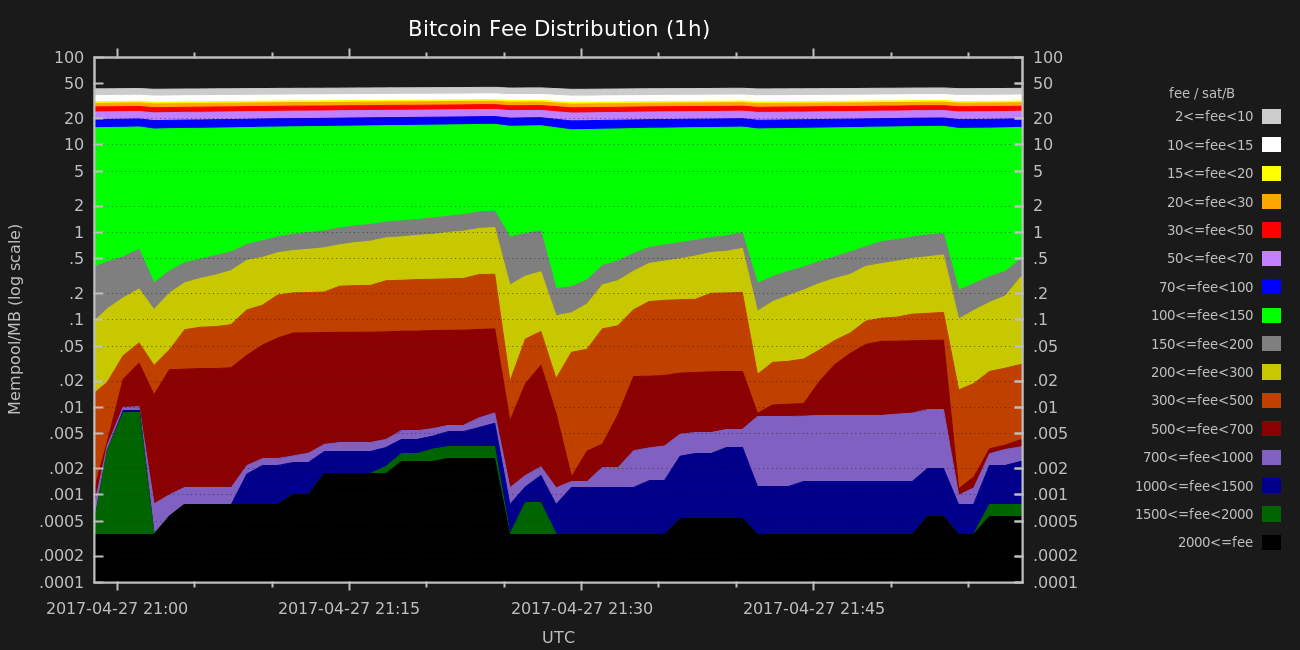 Bitcoin Fee Distribution (1h)
Mempool/MB (log scale)
100
50
20
10
5
2
1
.5
.2
.1
.05
.02
.01
.005
.002
.001
.0005
.0002
.0001
100
50
20
10
5
2
1
.5
.2
.1
.05
.02
.01
.005
.002
.001
.0005
.0002
.0001
2017-04-27 21:00
2017-04-27 21:15
2017-04-27 21:30
2017-04-27 21:45
UTC
fee / sat/B
2<=fee<10
10<=fee<15
15<=fee<20
20<=fee<30
30<=fee<50
50<=fee<70
70<=fee<100
100<=fee<150
150<=fee<200
200<=fee<300
300<=fee<500
500<=fee<700
700<=fee<1000
1000<=fee<1500
1500<=fee<2000
2000<=fee